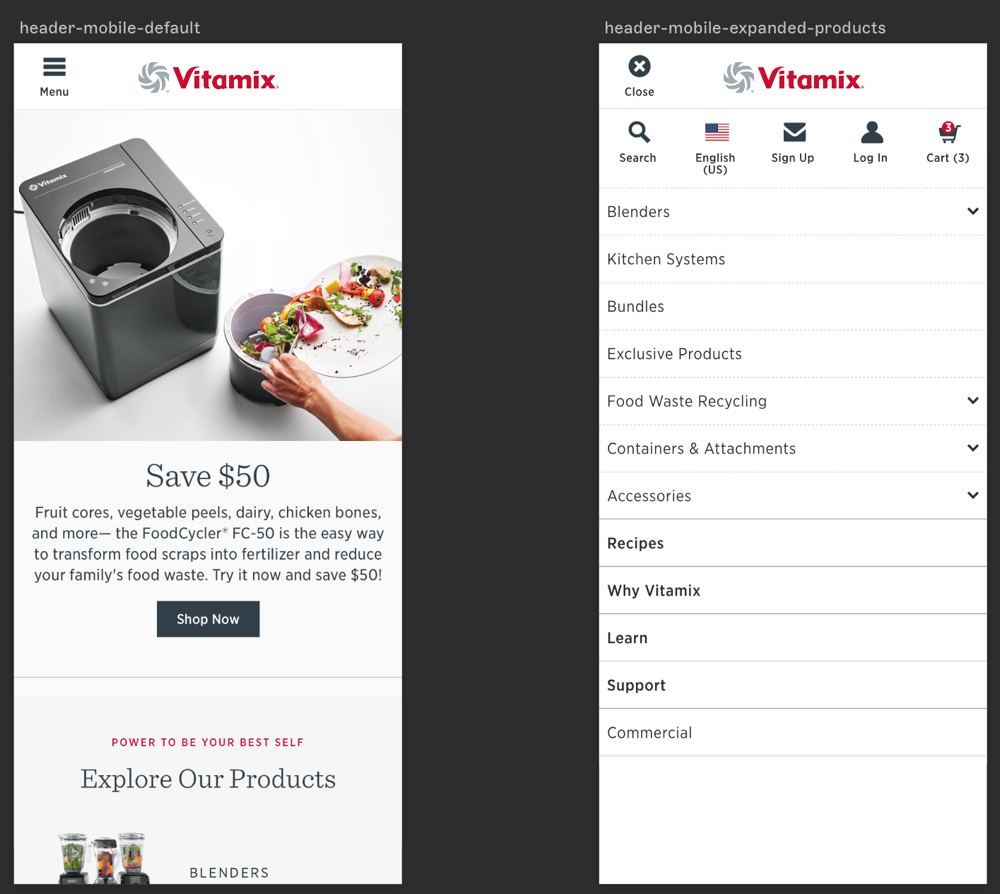 header-mobile-default
Menu
Vitamix
Vitamix
Save $50
Fruit cores, vegetable peels, dairy, chicken bones,
and more— the FoodCycler® FC-50 is the easy way
to transform food scraps into fertilizer and reduce
your family's food waste. Try it now and save $50!
Shop Now
POWER TO BE YOUR BEST SELF
Explore Our Products
BLENDERS
header-mobile-expanded-products
Close
Vitamix
Search
English
(US)
Sign Up
Log In
3
Cart (3)
Blenders
Kitchen Systems
Bundles
Exclusive Products
Food Waste Recycling
Containers & Attachments
Accessories
Recipes
Why Vitamix
Learn
Support
Commercial